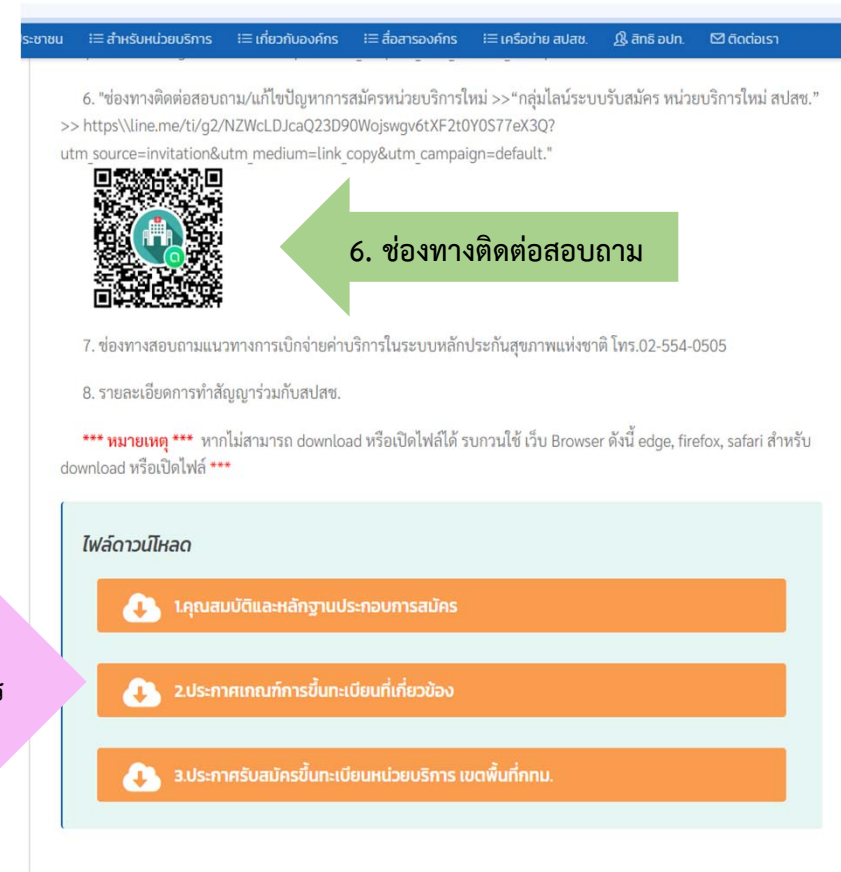 ประชาชน สำหรับหน่วยบริการ เกี่ยวกับองค์กร สื่อสารองค์กร เครือข่าย สปสช. สิทธิ อปท. ติดต่อเรา
6. "ช่องทางติดต่อสอบถาม/แก้ไขปัญหาการสมัครหน่วยบริการใหม่ >>“กลุ่มไลน์ระบบรับสมัคร หน่วยบริการใหม่ สปสช.”
>> https\\line.me/ti/g2/NZWcLDJcaQ23D90Wojswgv6tXF2t0Y0S77eX3Q?
utm_source=invitation&utm_medium=link_copy&utm_campaign=default."
6. ช่องทางติดต่อสอบถาม
7. ช่องทางสอบถามแนวทางการเบิกจ่ายค่าบริการในระบบหลักประกันสุขภาพแห่งชาติ โทร.02-554-0505
8. รายละเอียดการทำสัญญาร่วมกับสปสช.
*** หมายเหตุ *** หากไม่สามารถ download หรือเปิดไฟล์ได้ รบกวนใช้ เว็บ Browser ดังนี้ edge, firefox, safari สำหรับ
download หรือเปิดไฟล์ ***
ไฟล์ดาวน์โหลด
1.คุณสมบัติและหลักฐานประกอบการสมัคร
2.ประกาศเกณฑ์การขึ้นทะเบียนที่เกี่ยวข้อง
3.ประกาศรับสมัครขึ้นทะเบียนหน่วยบริการ เขตพื้นที่กทม.